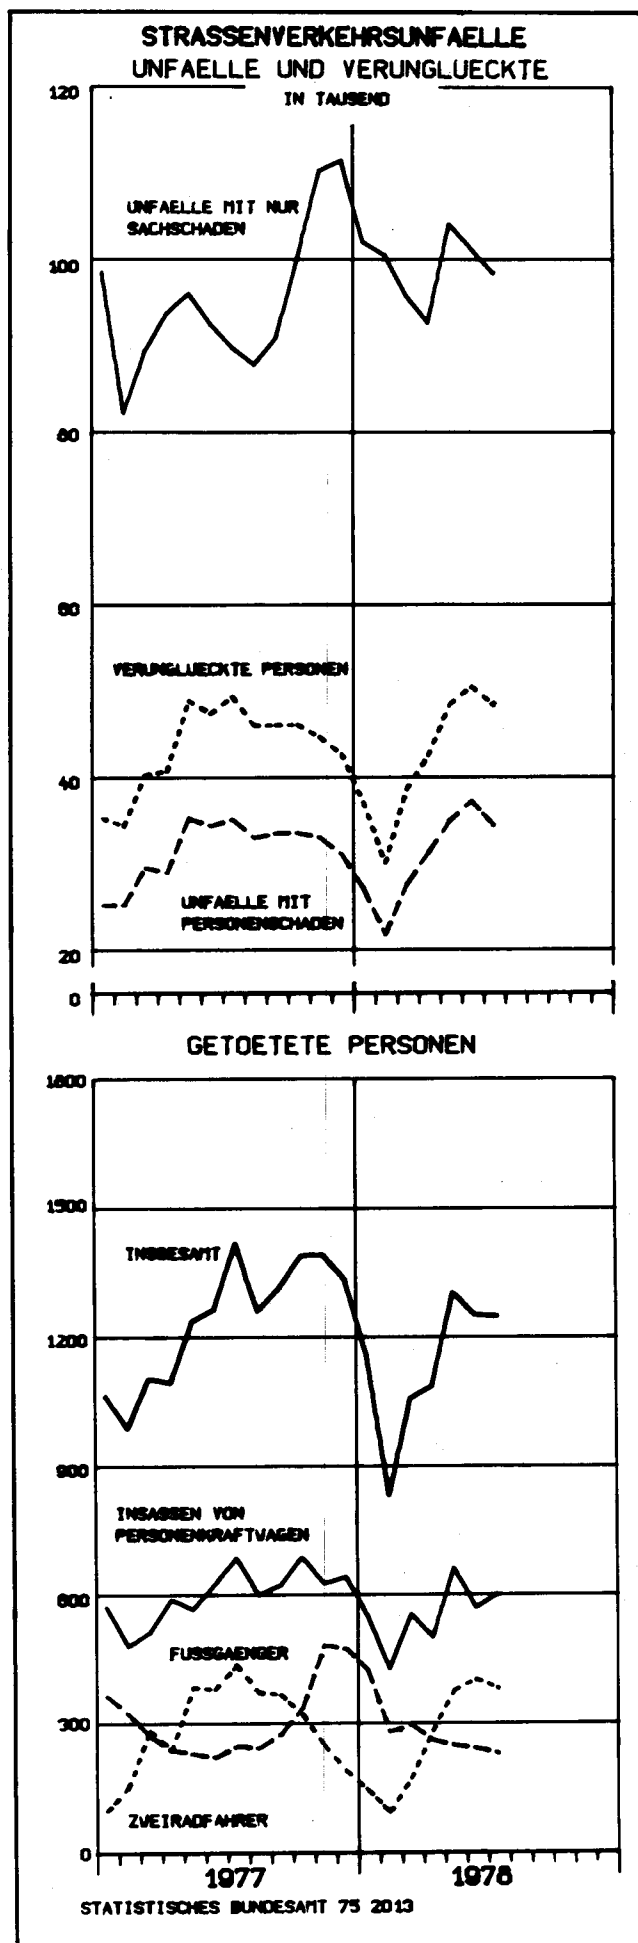 STRASSENVERKEHRSUNFAELLE
UNFAELLE UND VERUNGLUECKTE
IN TAUSEND
120
UNFAELLE MIT NUR
SACHSCHADEN
100
80
60
VERUNGLUECKTE PERSONEN
40
UNFAELLE MIT
PERSONENSCHADEN
20
0
GETOETETE PERSONEN
1800
1500
INSGESAMT
1200
900
INSASSEN VON
PERSONENKRAFTWAGEN
600
FUSSGAENGER
300
ZWEIRADFAHRER
0
1977 1978
STATISTISCHES BUNDESAMT 75 2013